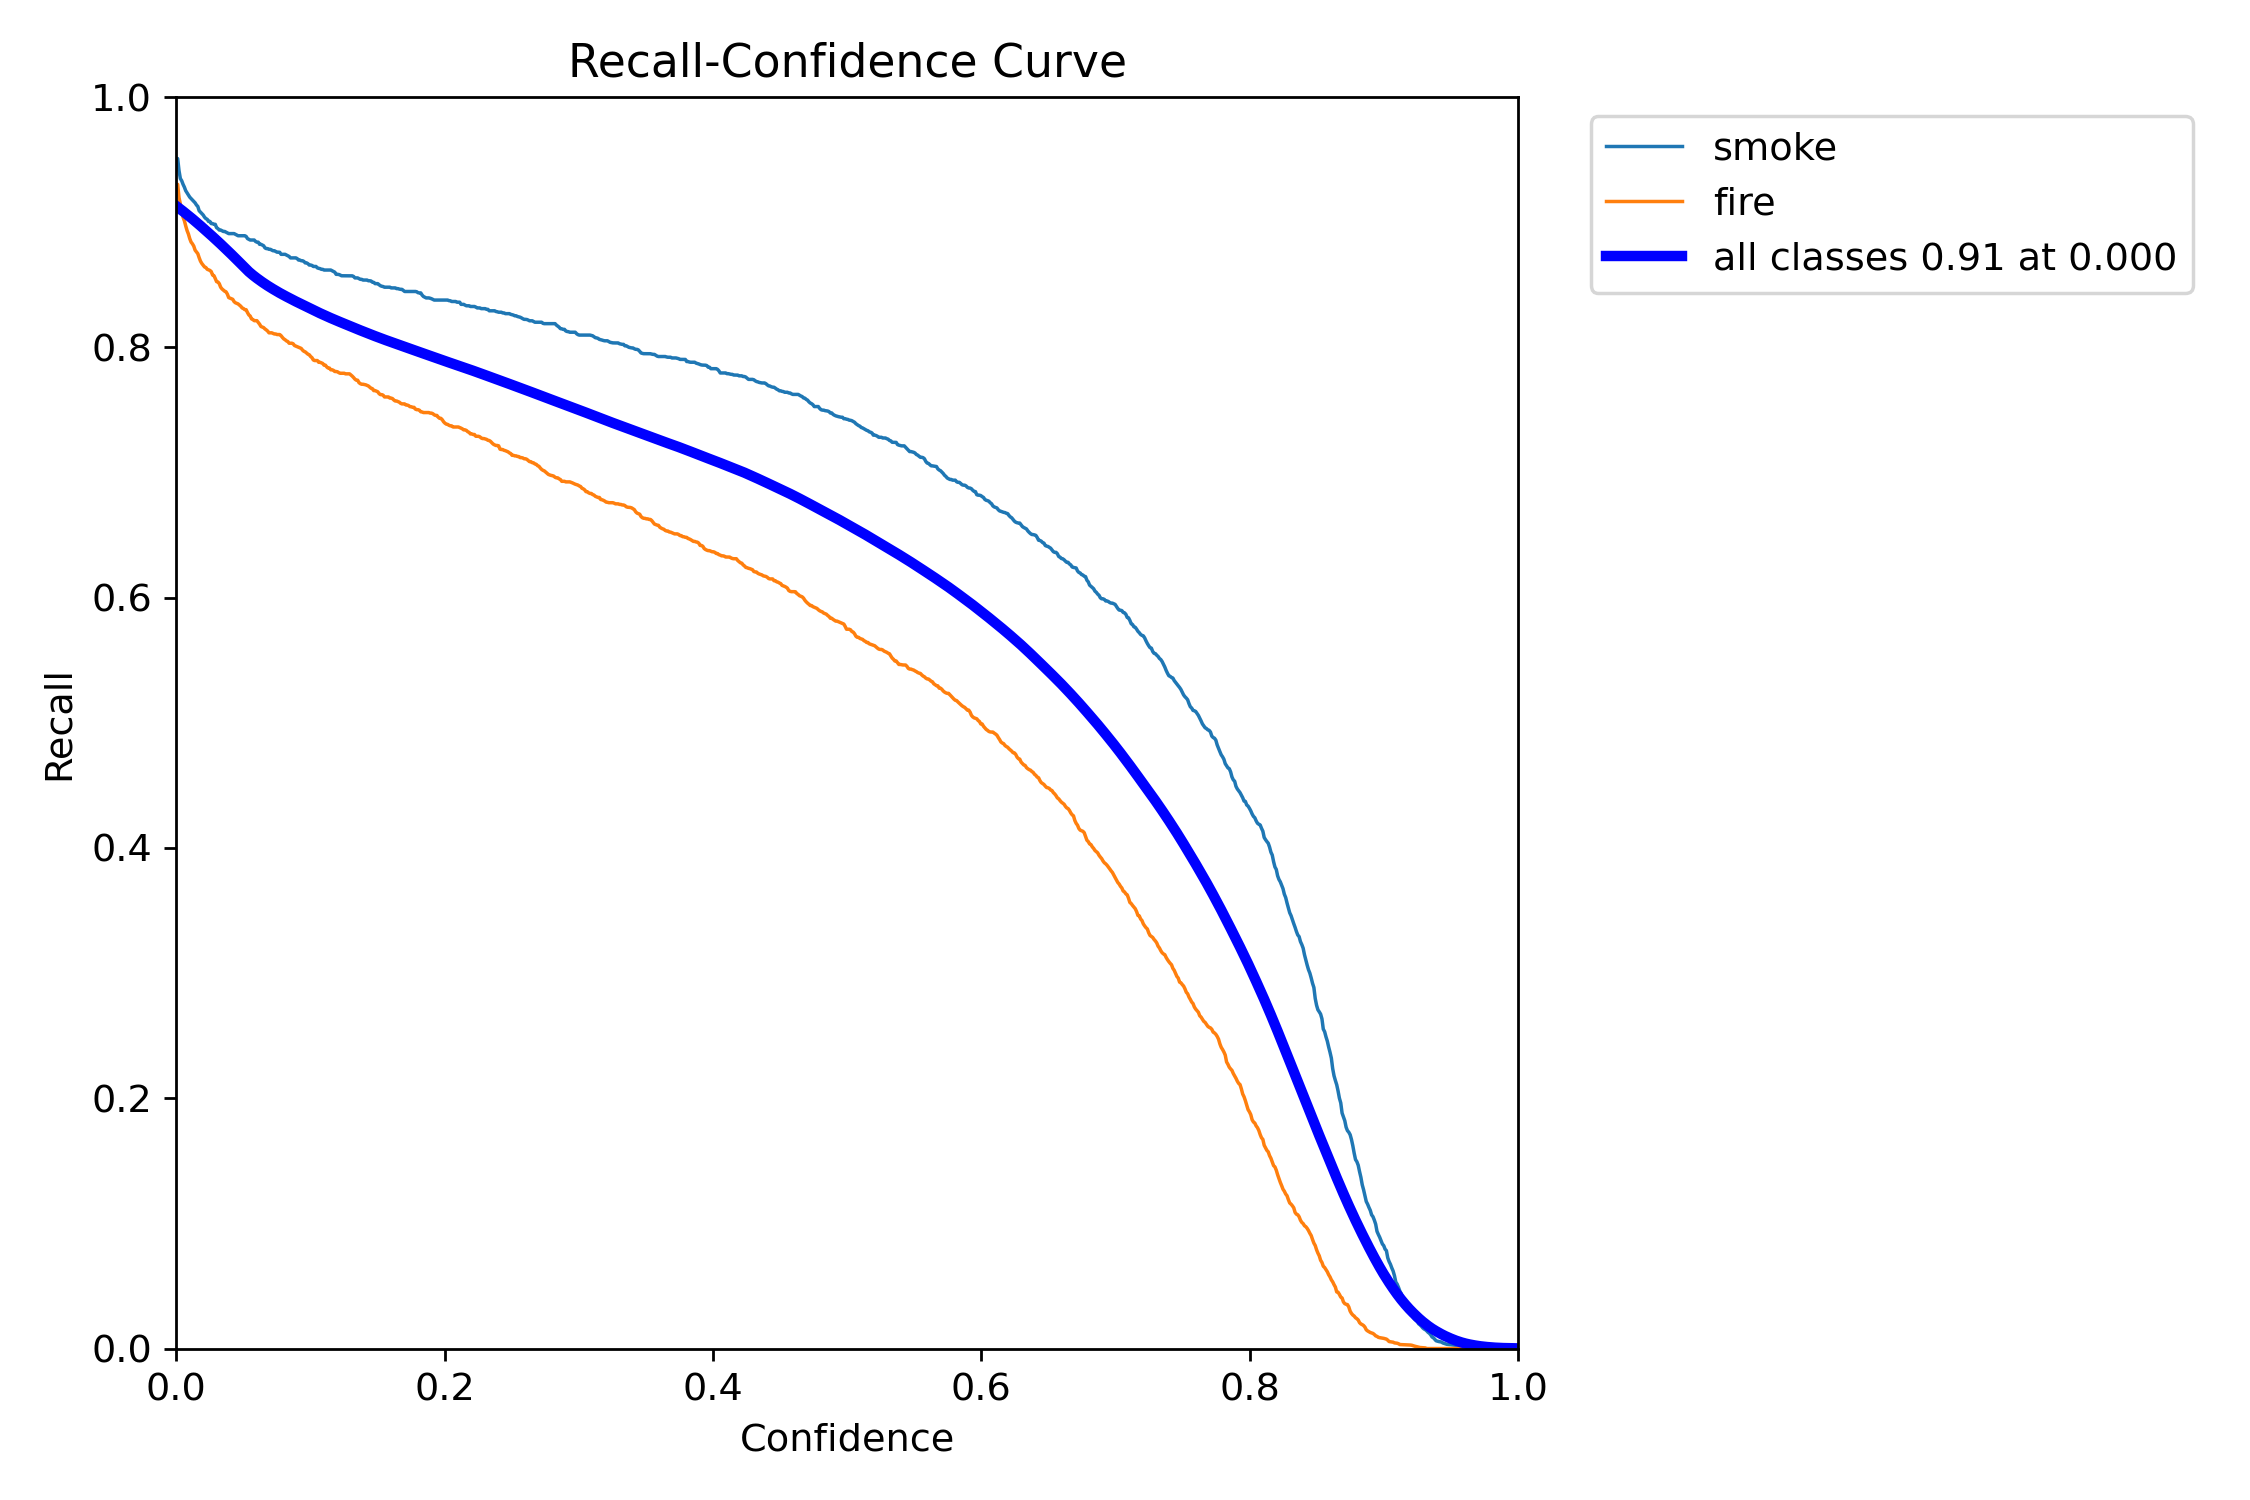 Recall-Confidence Curve
1.0
0.8
0.6
0.4
0.2
0.0
Recall
0.0 0.2 0.4 0.6 0.8 1.0
Confidence
smoke
fire
all classes 0.91 at 0.000